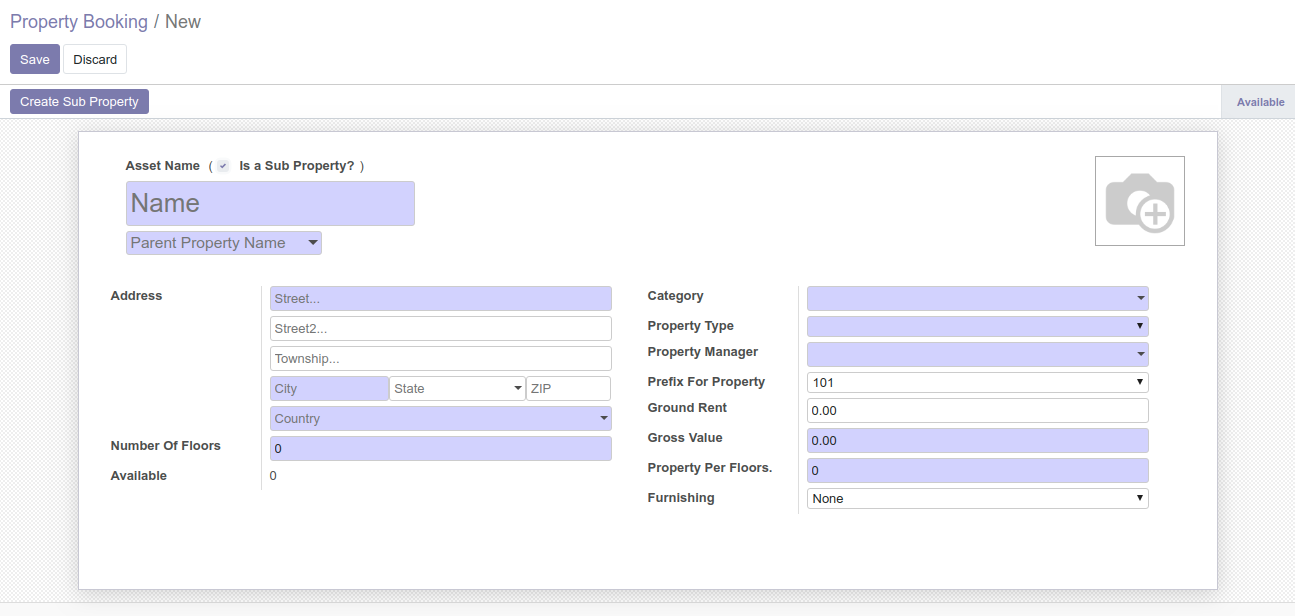 Property Booking / New
Save Discard
Create Sub Property Available
Asset Name ( Is a Sub Property? )
Name
Parent Property Name
Address Street...
Street2...
Township...
City State ZIP
Country
Number Of Floors 0
Available 0
Category
Property Type
Property Manager
Prefix For Property 101
Ground Rent 0.00
Gross Value 0.00
Property Per Floors. 0
Furnishing None